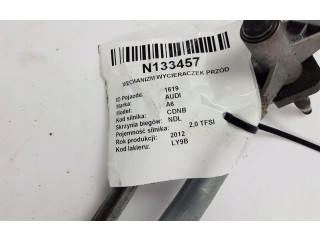 N133457
MECHANIZM WYCIERACZEK PRZÓD
ID Pojazdu: 1619
Marka: AUDI
Model: A6
Kod silnika: CDNB
Skrzynia biegów: NDL
Pojemność silnika: 2.0 TFSI
Rok produkcji: 2012
Kod lakieru: LY9B